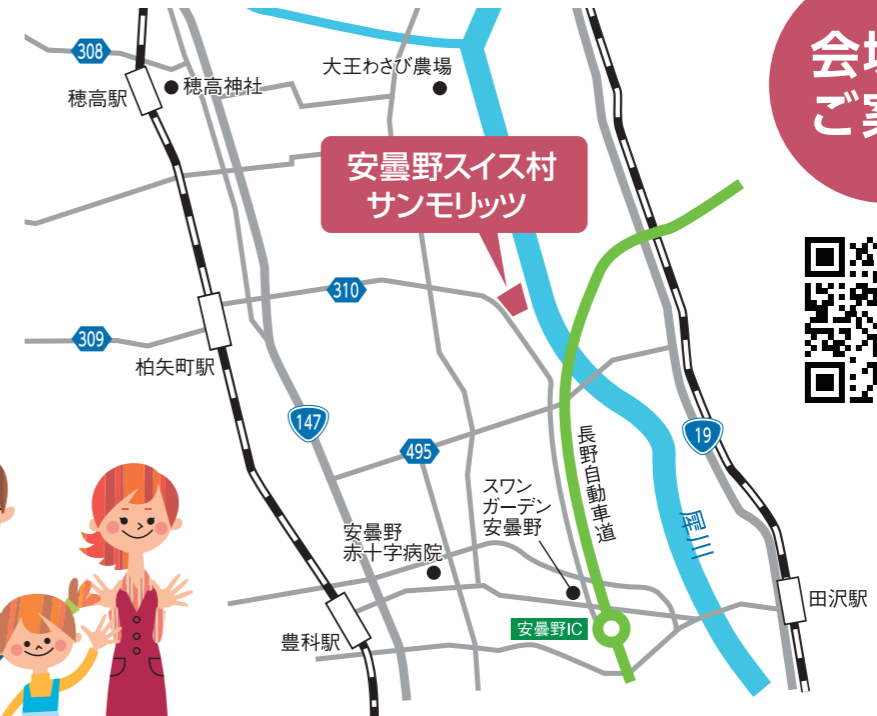 会場
ご案
308
穂高駅
穂高神社
大王わさび農場
安曇野スイス村
サンモリッツ
310
309
柏矢町駅
147
495
19
長野自動車道
スワン
ガーデン
安曇野
犀川
安曇野
赤十字病院
田沢駅
安曇野IC
豊科駅